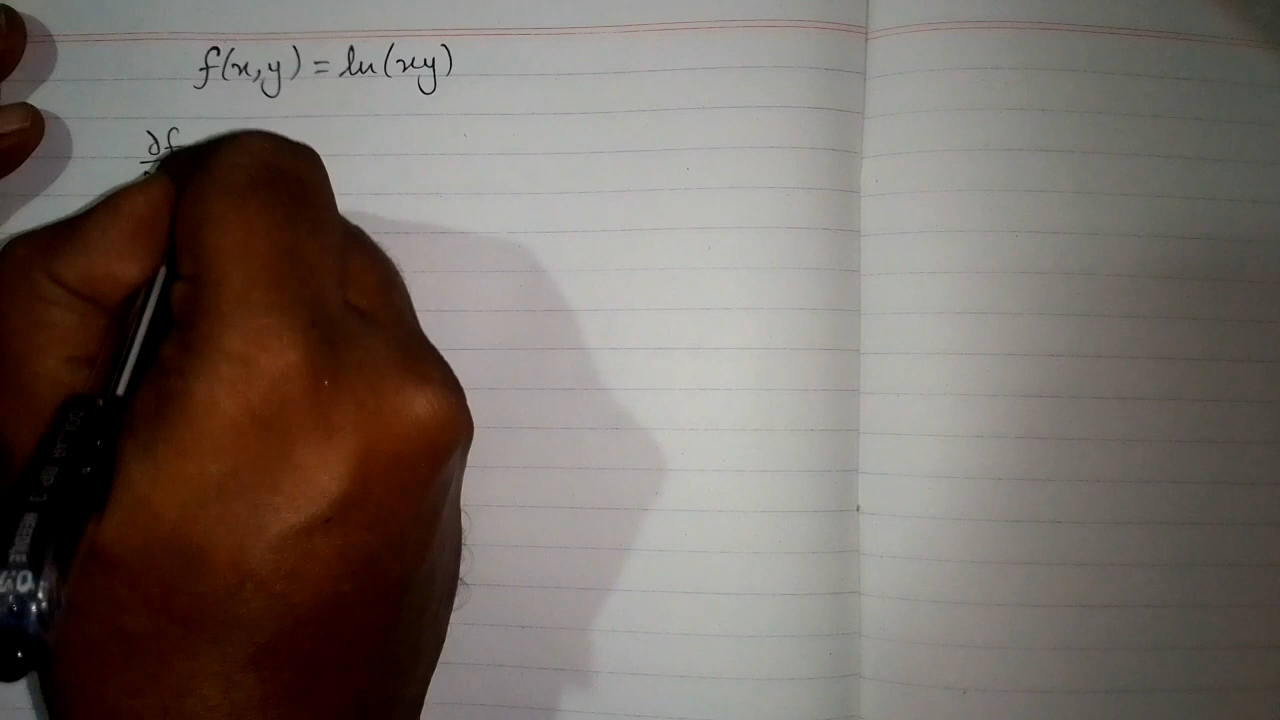 f(x,y) = ln(xy)
∂f